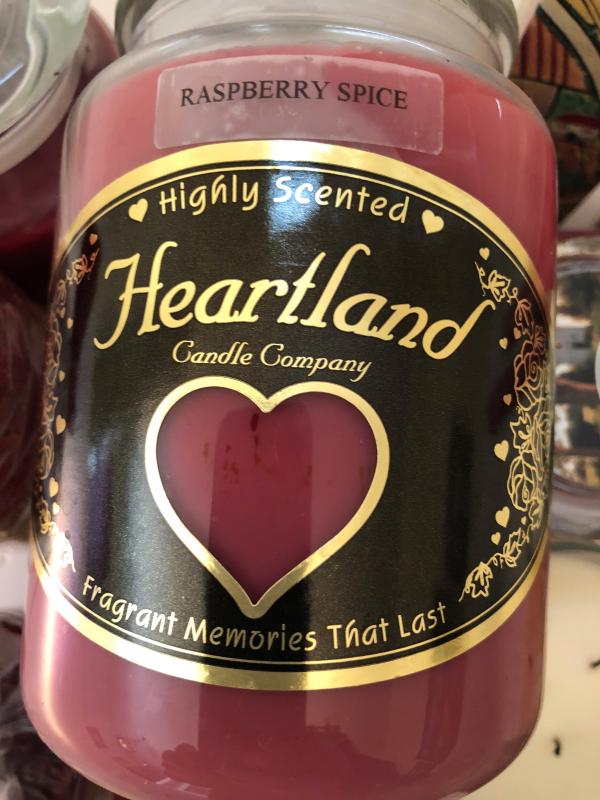 RASPBERRY SPICE
Highly Scented
Heartland
Candle Company
Fragrant Memories That Last